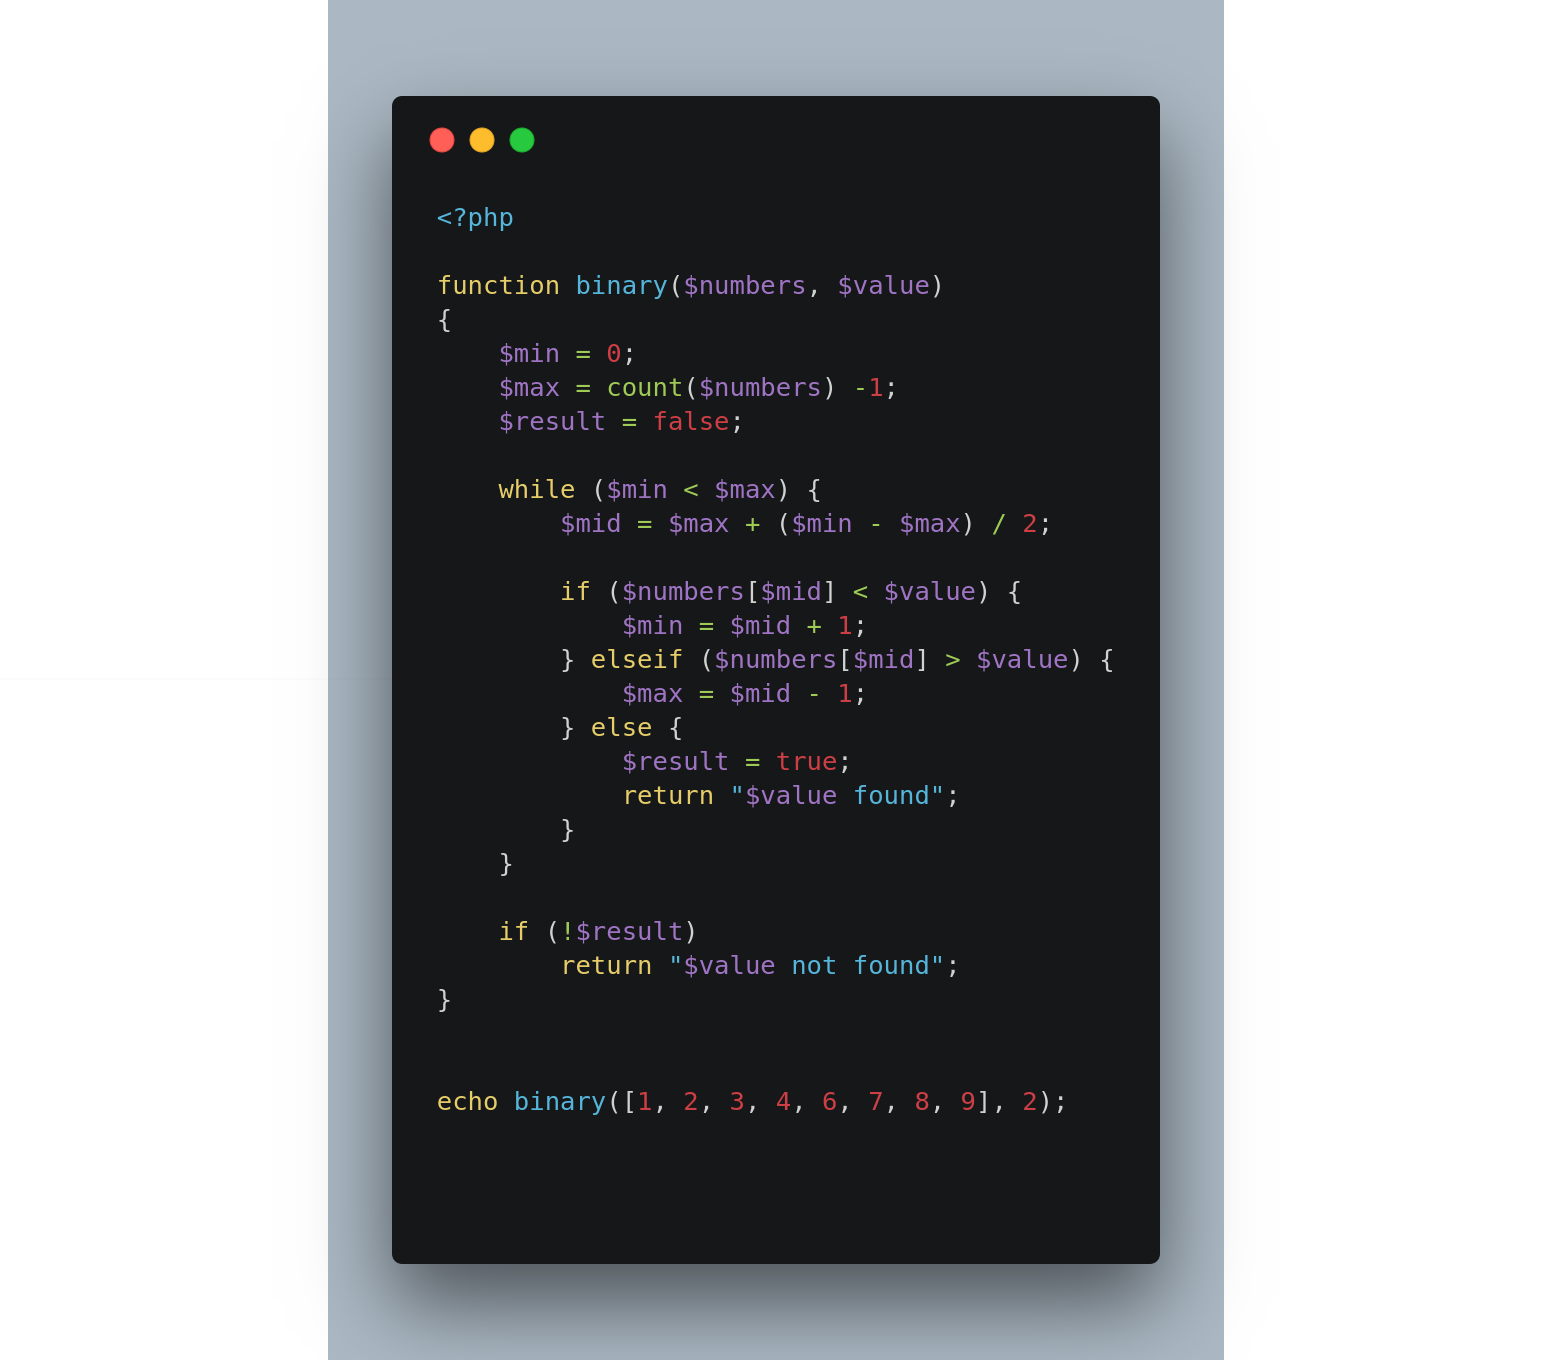 <?php
function binary($numbers, $value)
{
    $min = 0;
    $max = count($numbers) -1;
    $result = false;
    while ($min < $max) {
        $mid = $max + ($min - $max) / 2;
        if ($numbers[$mid] < $value) {
            $min = $mid + 1;
        } elseif ($numbers[$mid] > $value) {
            $max = $mid - 1;
        } else {
            $result = true;
            return "$value found";
        }
    }
    if (!$result)
        return "$value not found";
}
echo binary([1, 2, 3, 4, 6, 7, 8, 9], 2);